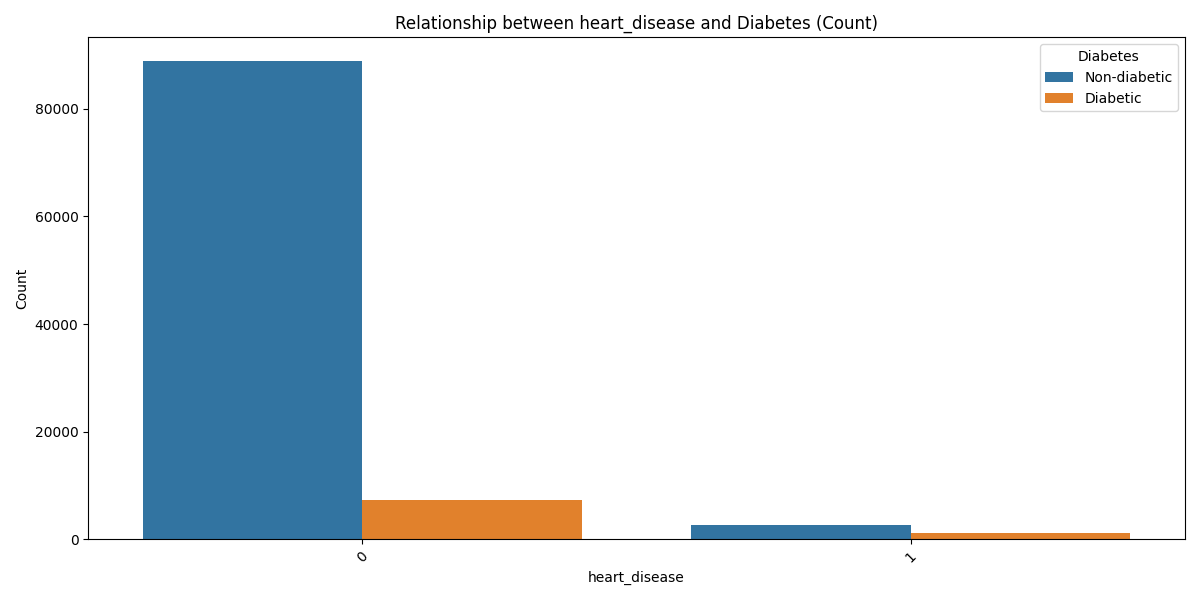 Relationship between heart_disease and Diabetes (Count)
Diabetes
Non-diabetic
Diabetic
80000
60000
40000
20000
0
Count
0
1
heart_disease